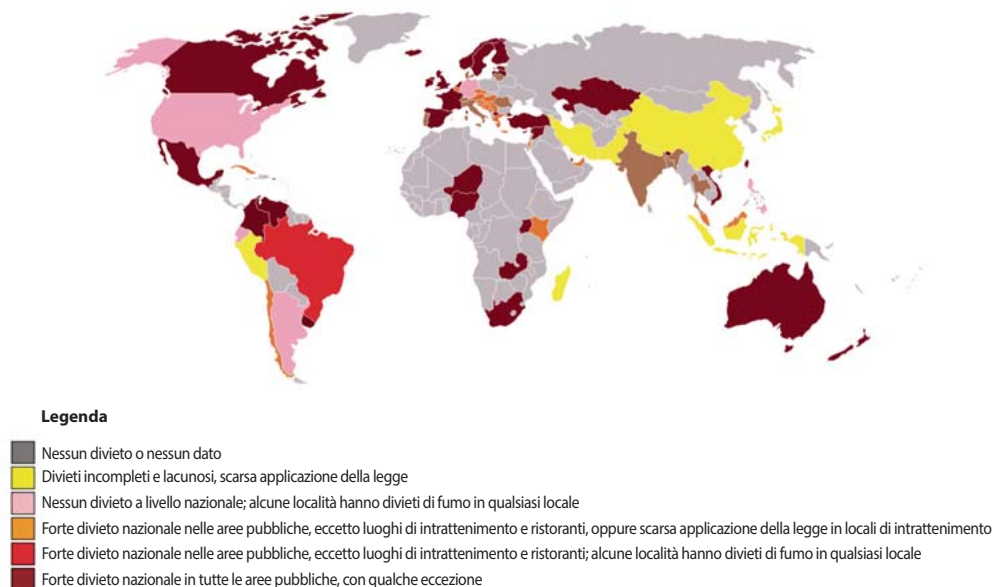 Legenda
Nessun divieto o nessun dato
Divieti incompleti e lacunosi, scarsa applicazione della legge
Nessun divieto a livello nazionale; alcune località hanno divieti di fumo in qualsiasi locale
Forte divieto nazionale nelle aree pubbliche, eccetto luoghi di intrattenimento e ristoranti, oppure scarsa applicazione della legge in locali di intrattenimento
Forte divieto nazionale nelle aree pubbliche, eccetto luoghi di intrattenimento e ristoranti; alcune località hanno divieti di fumo in qualsiasi locale
Forte divieto nazionale in tutte le aree pubbliche, con qualche eccezione